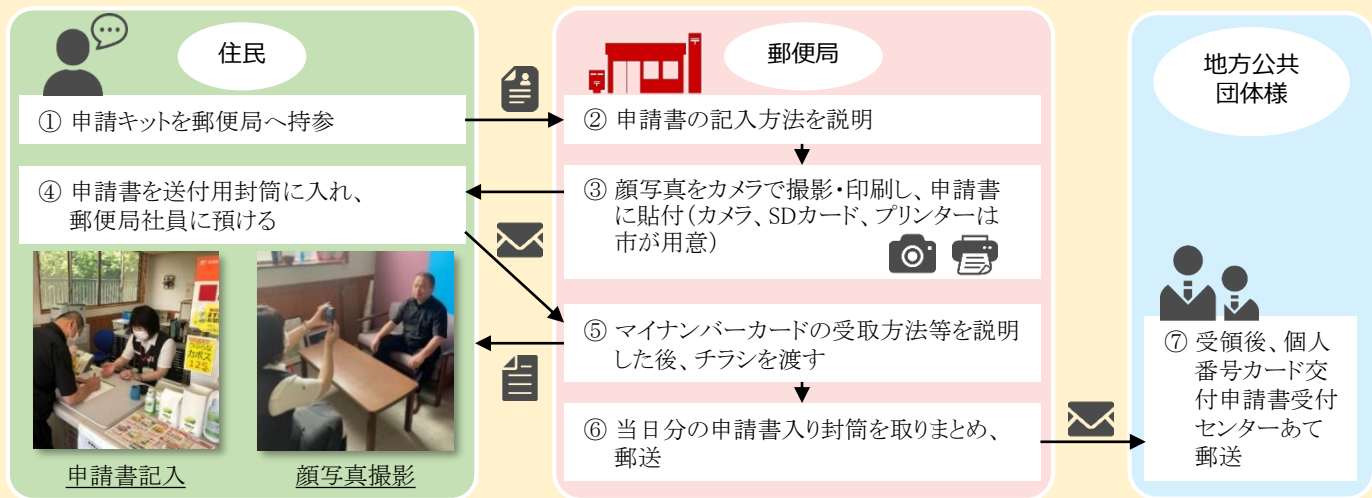 住民
① 申請キットを郵便局へ持参
④ 申請書を送付用封筒に入れ、
郵便局社員に預ける
申請書記入
顔写真撮影
郵便局
② 申請書の記入方法を説明
③ 顔写真をカメラで撮影・印刷し、申請書
に貼付(カメラ、SDカード、プリンターは
市が用意)
⑤ マイナンバーカードの受取方法等を説明
した後、チラシを渡す
⑥ 当日分の申請書入り封筒を取りまとめ、
郵送
地方公共
団体様
⑦ 受領後、個人
番号カード交
付申請書受付
センターあて
郵送
カボス
125